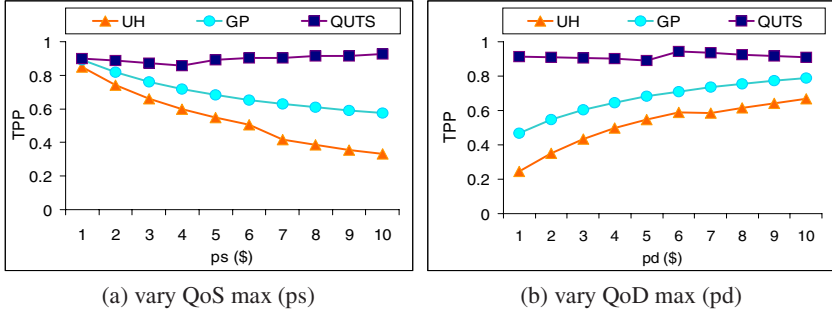 UH GP QUTS
1
0.8
0.6
0.4
0.2
0
TPP
1 2 3 4 5 6 7 8 9 10
ps ($)
(a) vary QoS max (ps)
UH GP QUTS
1
0.8
0.6
0.4
0.2
0
TPP
1 2 3 4 5 6 7 8 9 10
pd ($)
(b) vary QoD max (pd)